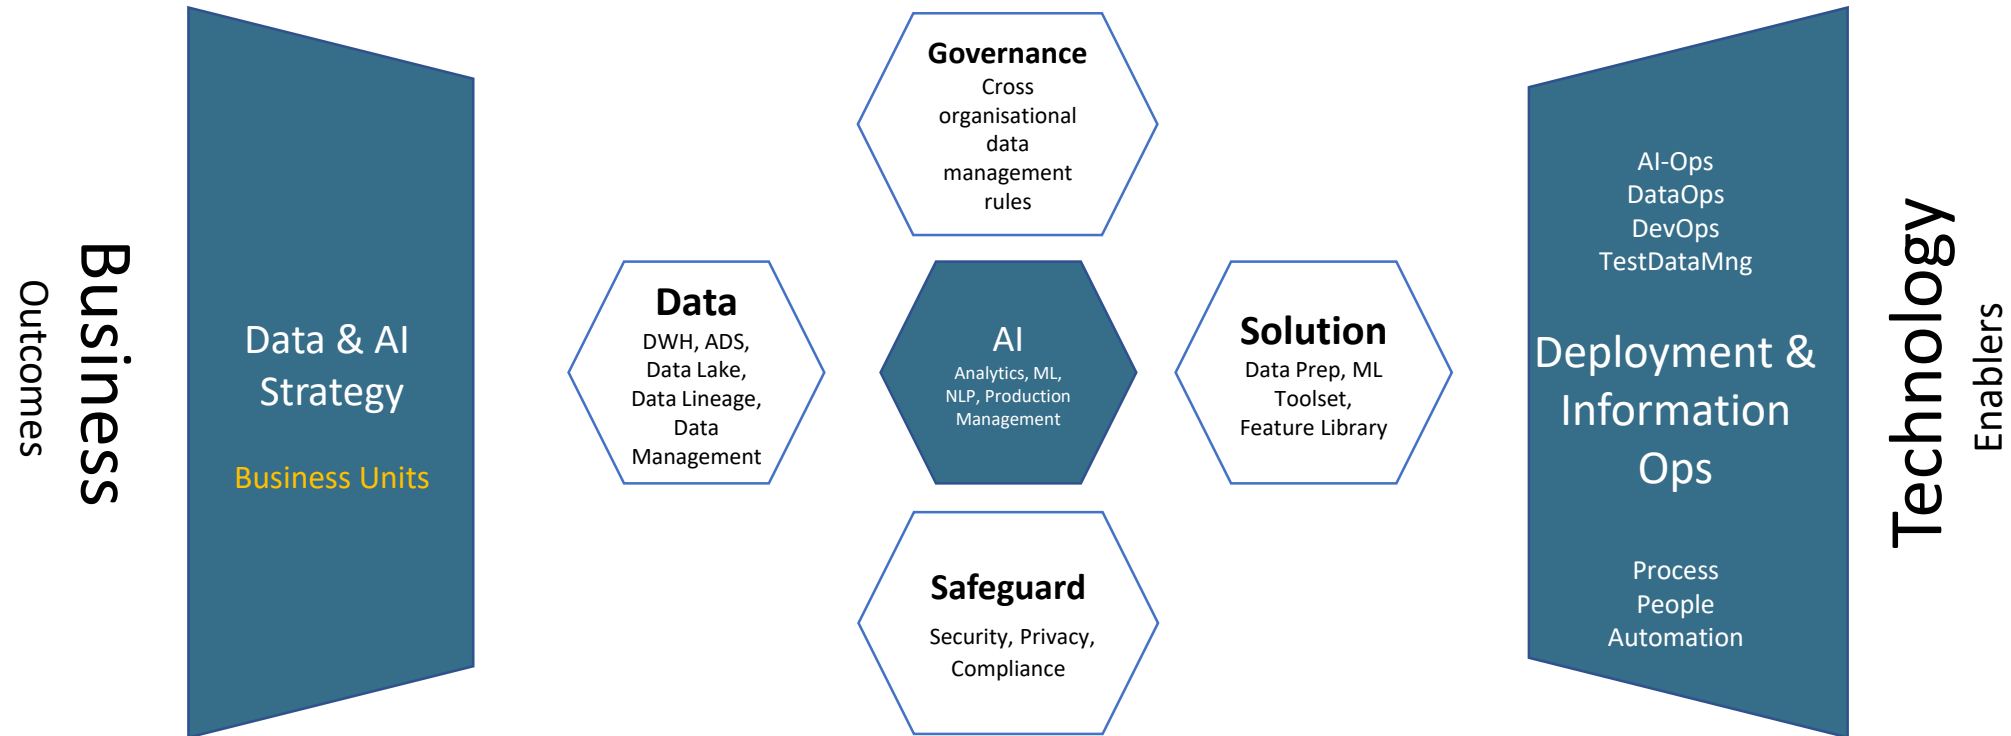 Outcomes
Business
Data & AI
Strategy
Business Units
Governance
Cross
organisational
data
management
rules
Data
DWH, ADS,
Data Lake,
Data Lineage,
Data
Management
AI
Analytics, ML,
NLP, Production
Management
Solution
Data Prep, ML
Toolset,
Feature Library
Safeguard
Security, Privacy,
Compliance
AI-Ops
DataOps
DevOps
TestDataMng
Deployment &
Information
Ops
Process
People
Automation
Technology
Enablers